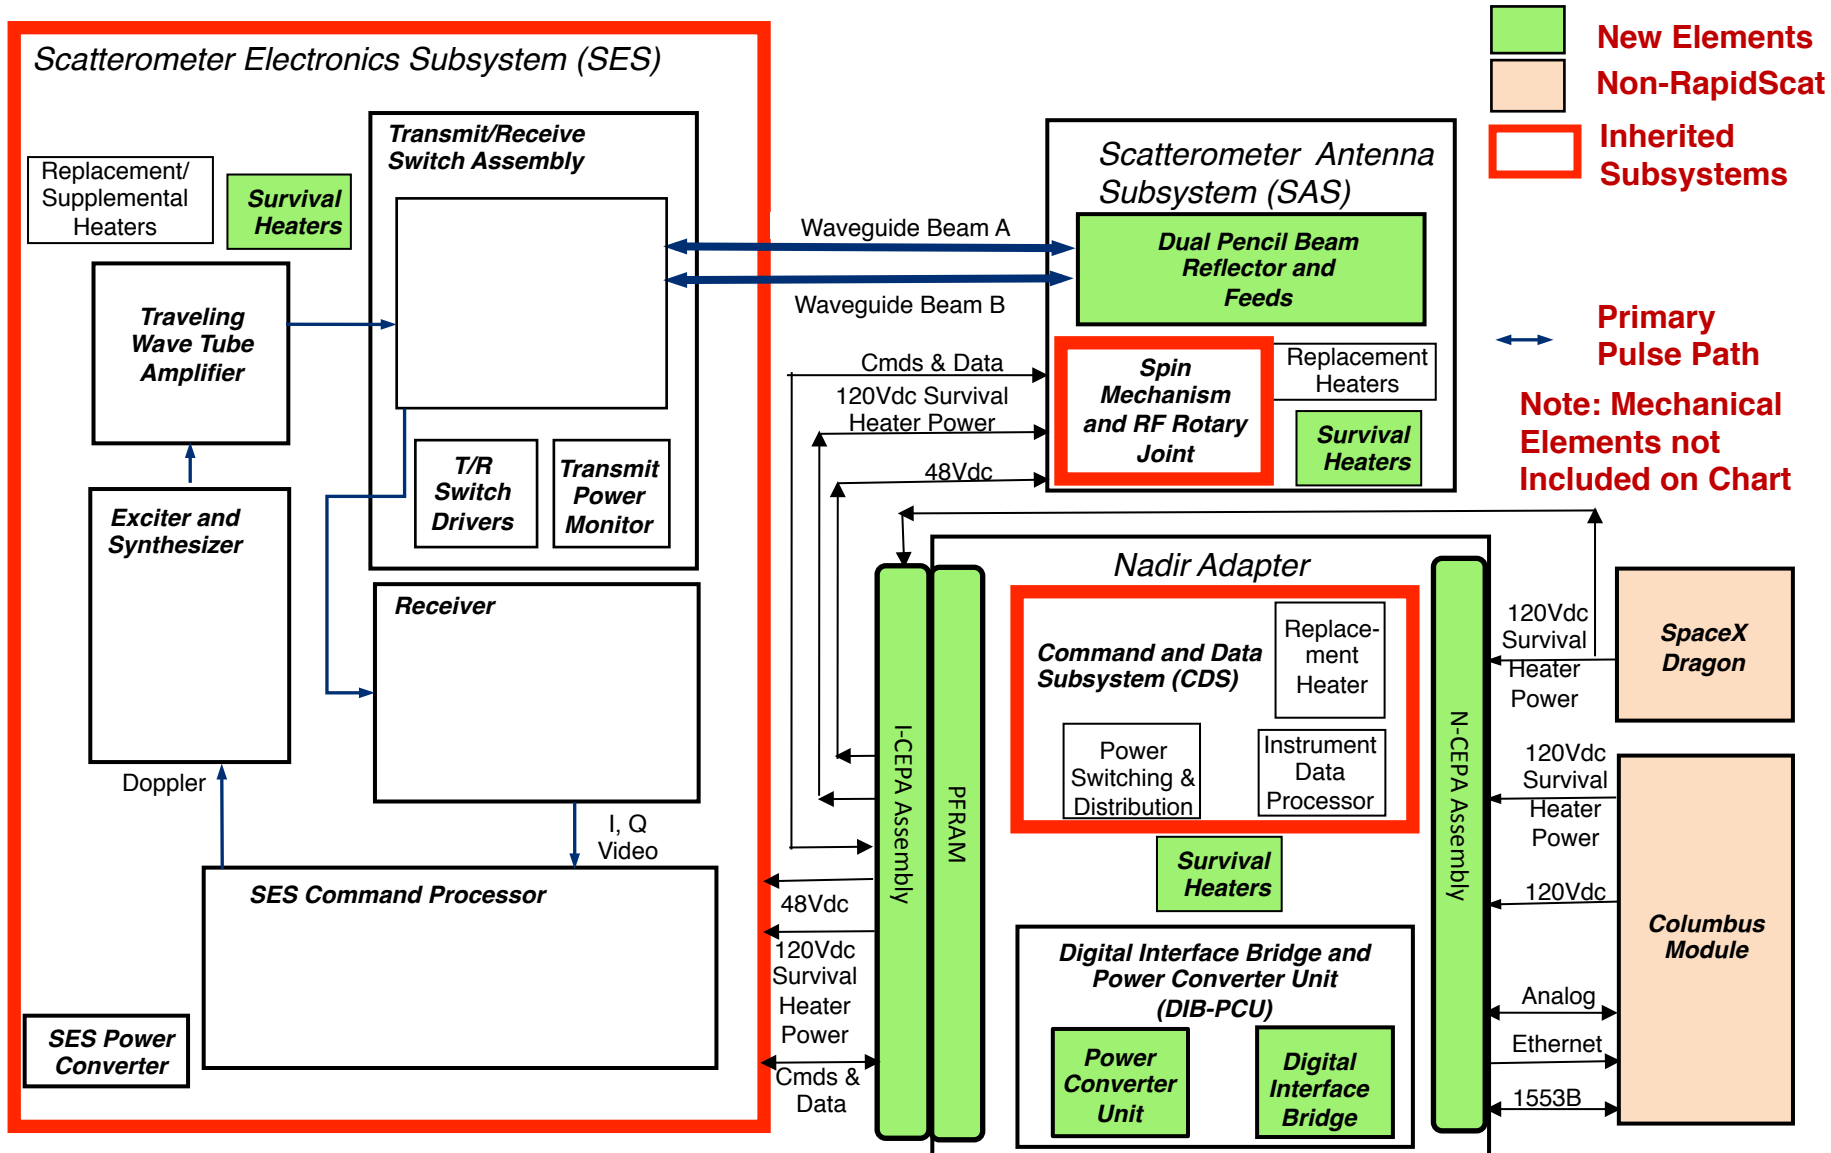 Scatterometer Electronics Subsystem (SES)
Replacement/
Supplemental
Heaters
Survival
Heaters
Transmit/Receive
Switch Assembly
Traveling
Wave Tube
Amplifier
T/R
Switch
Drivers
Transmit
Power
Monitor
Exciter and
Synthesizer
Receiver
Doppler
I, Q
Video
SES Command Processor
SES Power
Converter
Waveguide Beam A
Waveguide Beam B
Cmds & Data
120Vdc Survival
Heater Power
48Vdc
48Vdc
120Vdc
Survival
Heater
Power
Cmds &
Data
Scatterometer Antenna
Subsystem (SAS)
Dual Pencil Beam
Reflector and
Feeds
Spin
Mechanism
and RF Rotary
Joint
Replacement
Heaters
Survival
Heaters
I-CEPA Assembly
PFRAM
Nadir Adapter
Command and Data
Subsystem (CDS)
Replace-
ment
Heater
Power
Switching &
Distribution
Instrument
Data
Processor
Survival
Heaters
Digital Interface Bridge and
Power Converter Unit
(DIB-PCU)
Power
Converter
Unit
Digital
Interface
Bridge
N-CEPA Assembly
120Vdc
Survival
Heater
Power
120Vdc
Survival
Heater
Power
120Vdc
Analog
Ethernet
1553B
SpaceX
Dragon
Columbus
Module
New Elements
Non-RapidScat
Inherited
Subsystems
Primary
Pulse Path
Note: Mechanical
Elements not
Included on Chart